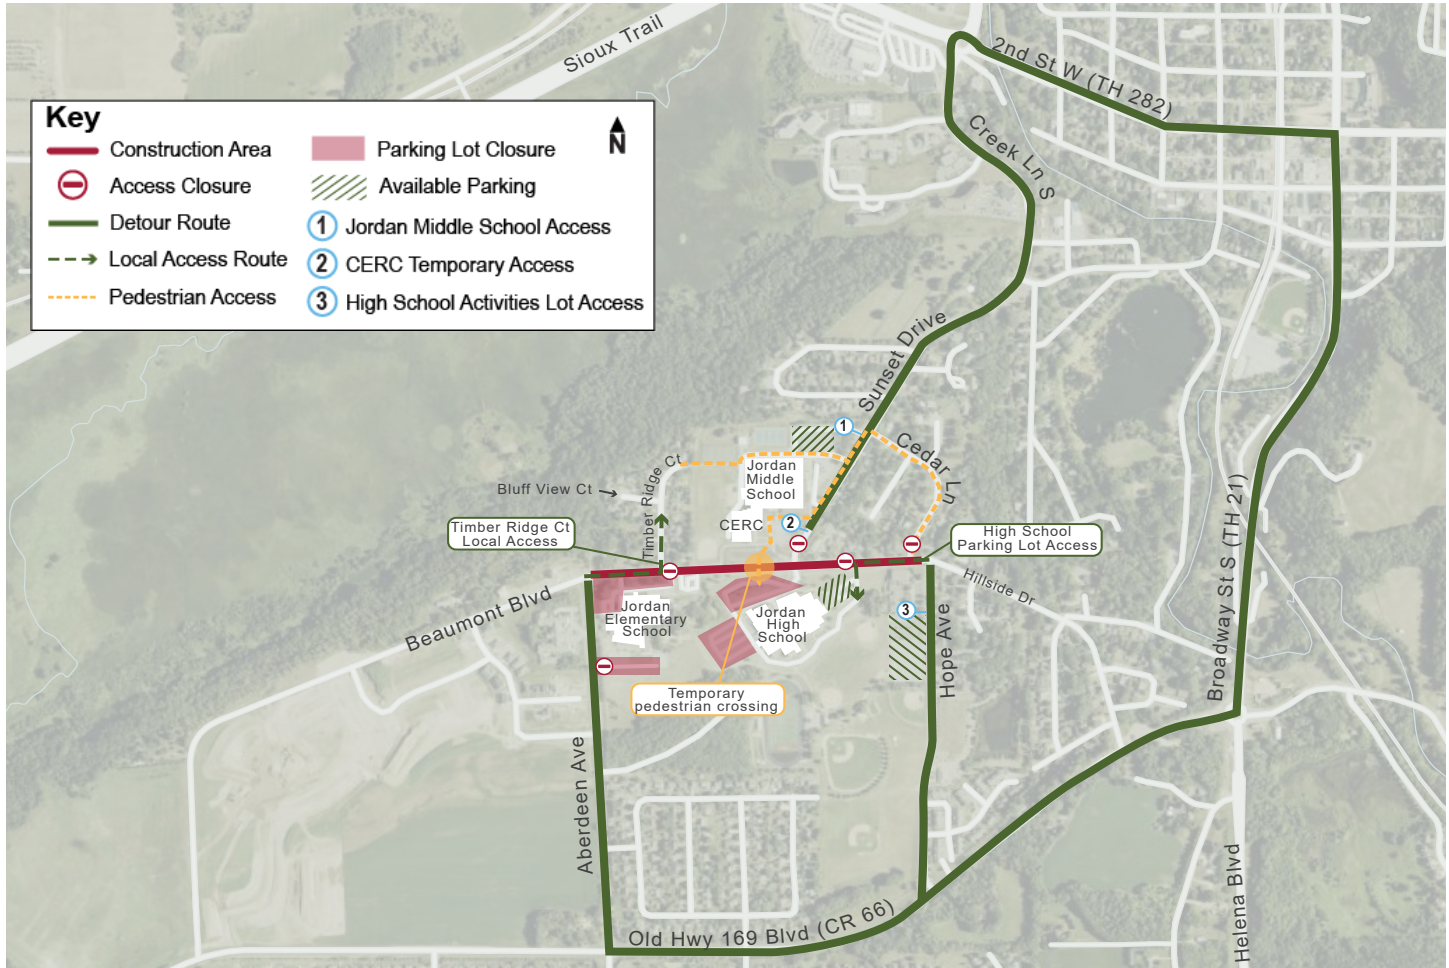 Sioux Trail
2nd St W (TH 282)
Key
N
Construction Area
Access Closure
Detour Route
Local Access Route
Pedestrian Access
Parking Lot Closure
Available Parking
1 Jordan Middle School Access
2 CERC Temporary Access
3 High School Activities Lot Access
Creek Ln S
Sunset Drive
1
Cedar Ln
Jordan
Middle
School
Timber Ridge Ct
Bluff View Ct
CERC
2
Timber Ridge Ct
Local Access
High School
Parking Lot Access
Broadway St S (TH 21)
Hillside Dr
Beaumont Blvd
Jordan
Elementary
School
Jordan
High
School
3
Hope Ave
Temporary
pedestrian crossing
Aberdeen Ave
Old Hwy 169 Blvd (CR 66)
Helena Blvd